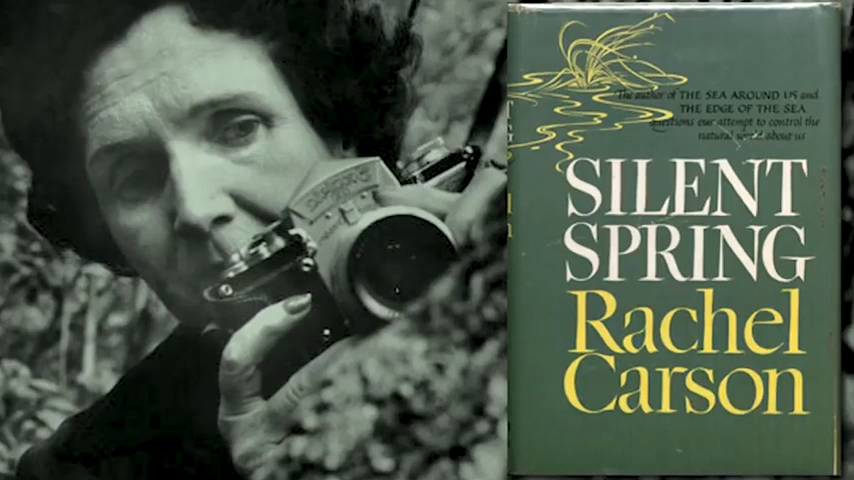 The author of THE SEA AROUND US and
THE EDGE OF THE SEA
questions our attempt to control the
natural world about us
SILENT
SPRING
Rachel
Carson